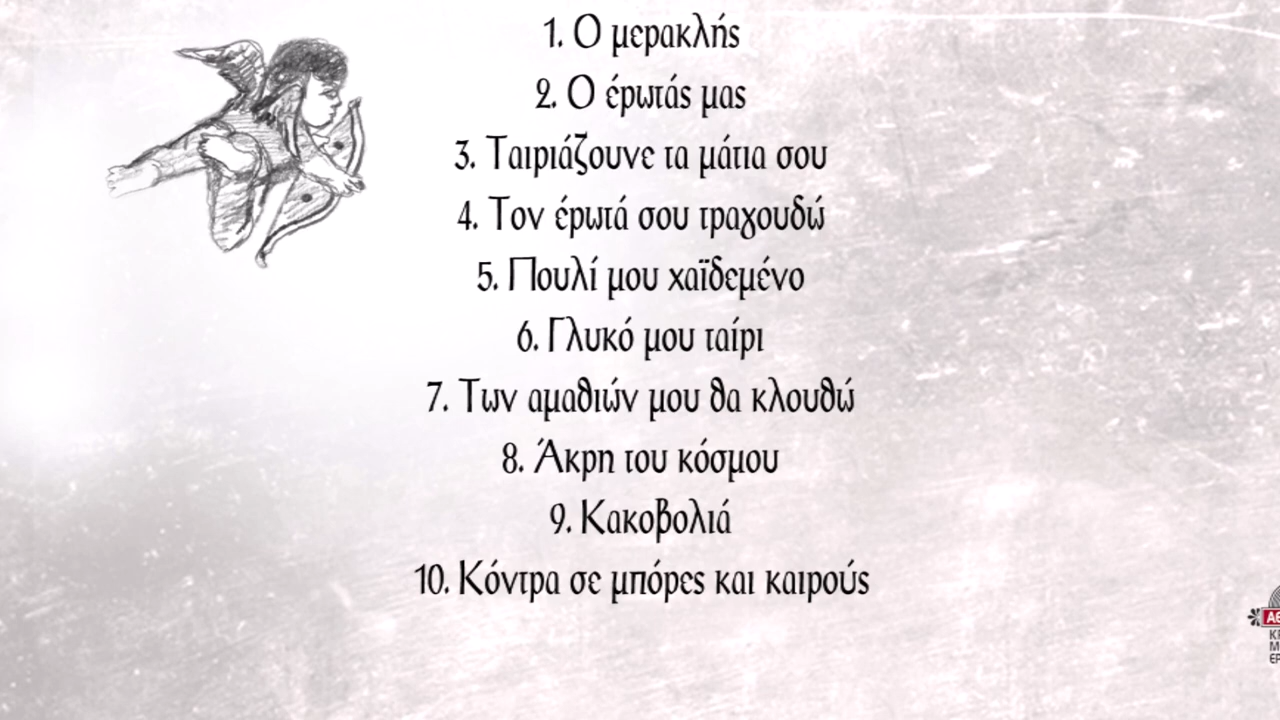 1. Ο μερακλής
2. Ο έρωτάς μας
3. Ταιριάζουνε τα μάτια σου
4. Τον έρωτά σου τραγουδώ
5. Πουλί μου χαϊδεμένο
6. Γλυκό μου ταίρι
7. Των αμαθιών μου θα κλουθώ
8. Άκρη του κόσμου
9. Κακοβολιά
10. Κόντρα σε μπόρες και καιρούς